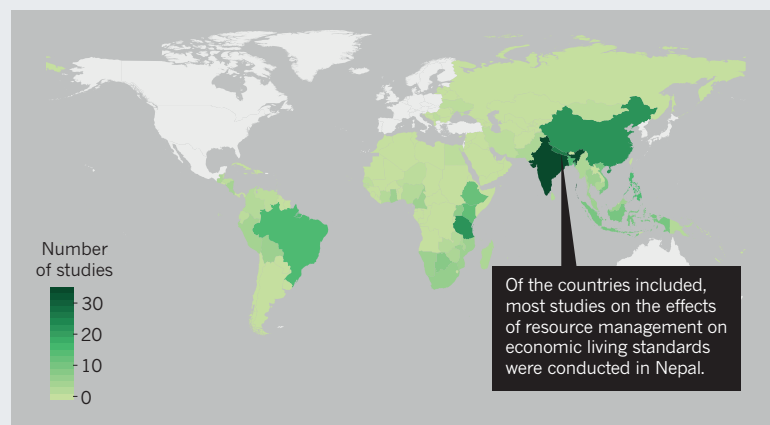 Number
of studies
30
20
10
0
Of the countries included,
most studies on the effects
of resource management on
economic living standards
were conducted in Nepal.